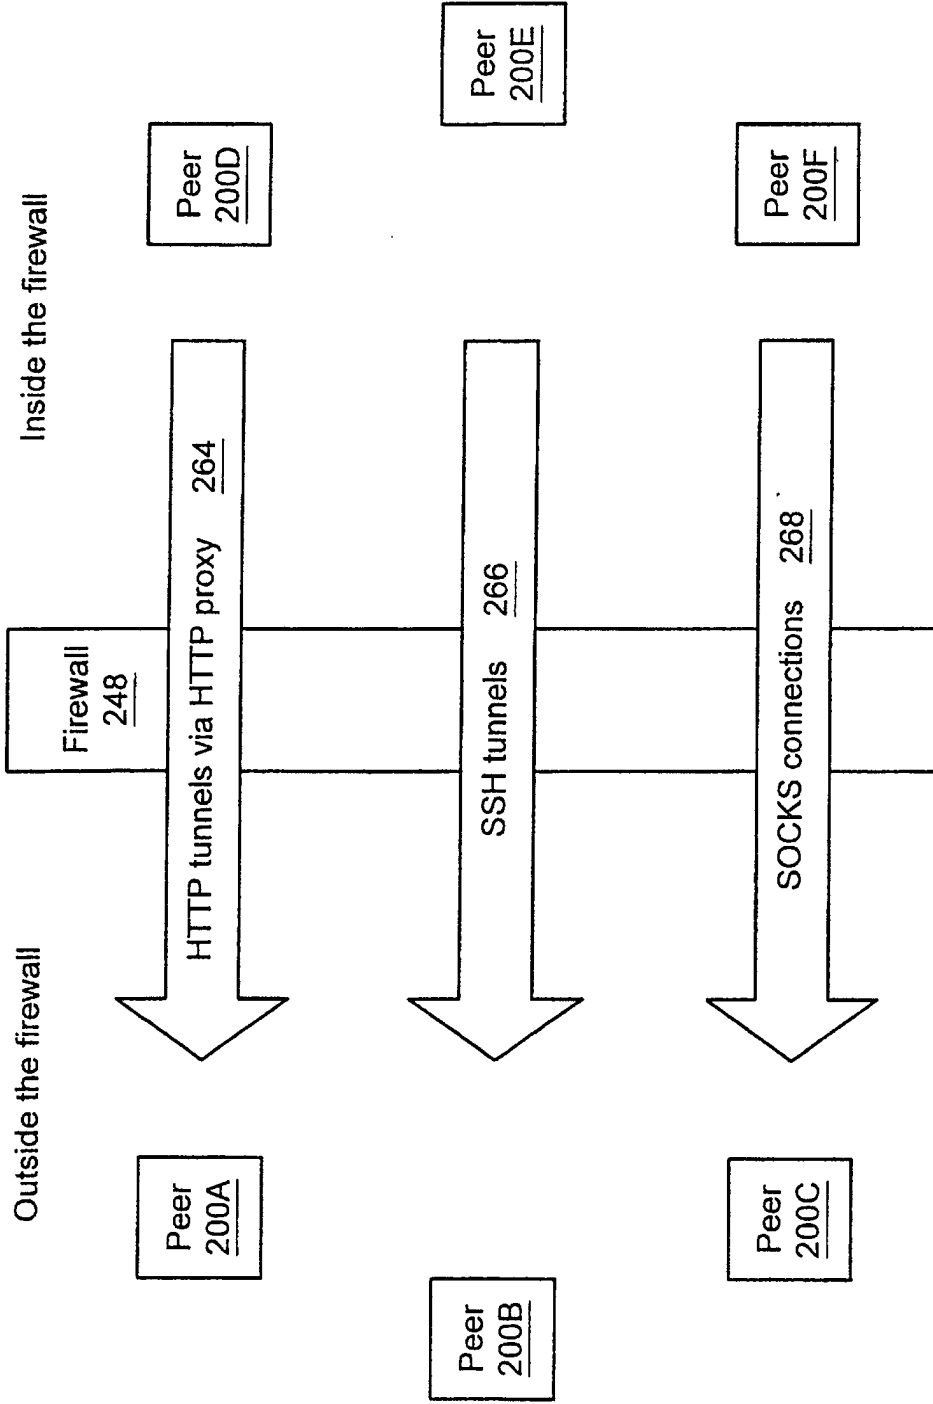 Outside the firewall
Inside the firewall
Firewall
248
Peer
200A
HTTP tunnels via HTTP proxy 264
Peer
200D
Peer
200B
SSH tunnels 266
Peer
200E
Peer
200C
SOCKS connections 268
Peer
200F